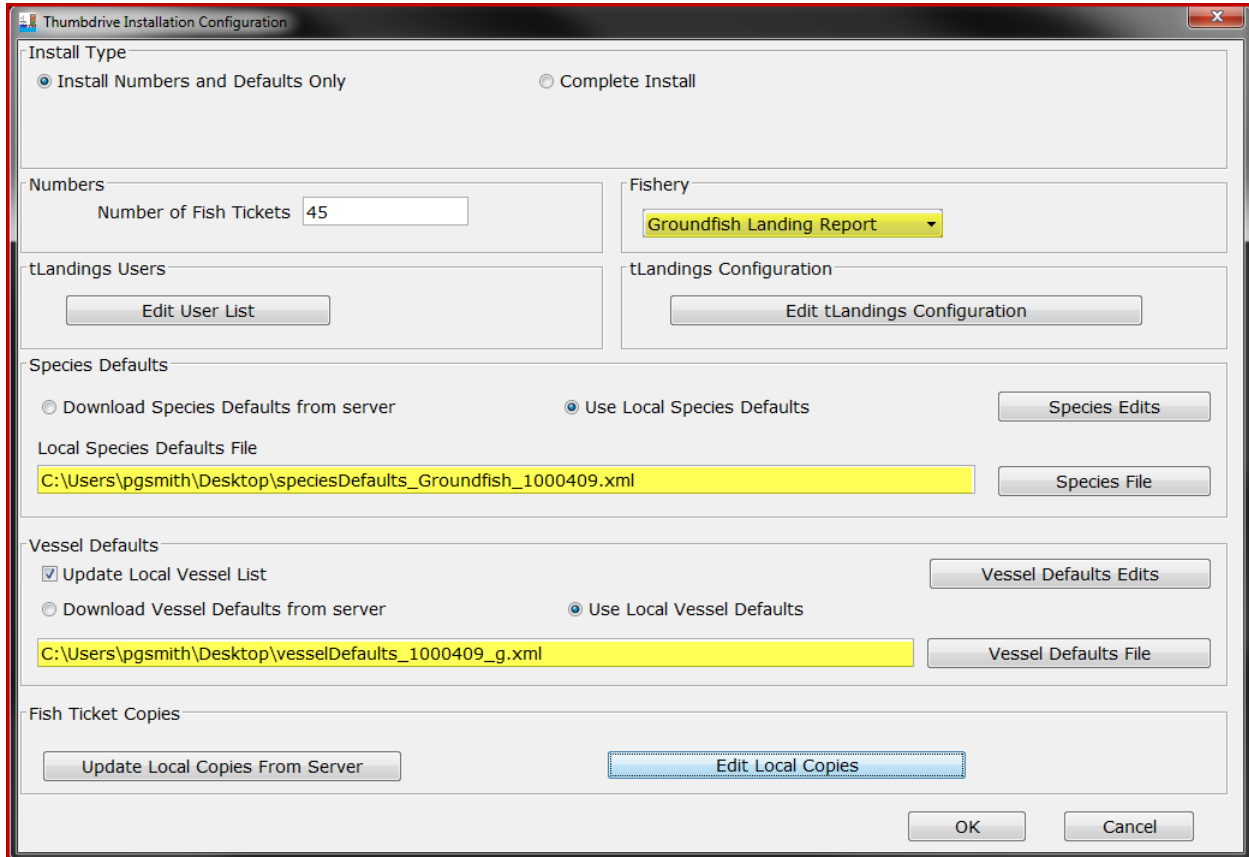 Thumbdrive Installation Configuration
Install Type
Install Numbers and Defaults Only Complete Install
Numbers Fishery
Number of Fish Tickets 45 Groundfish Landing Report
tLandings Users tLandings Configuration
Edit User List Edit tLandings Configuration
Species Defaults
Download Species Defaults from server Use Local Species Defaults Species Edits
Local Species Defaults File
C:\Users\pgsmith\Desktop\speciesDefaults_Groundfish_1000409.xml Species File
Vessel Defaults
Update Local Vessel List Vessel Defaults Edits
Download Vessel Defaults from server Use Local Vessel Defaults
C:\Users\pgsmith\Desktop\vesselDefaults_1000409_g.xml Vessel Defaults File
Fish Ticket Copies
Update Local Copies From Server Edit Local Copies
OK Cancel